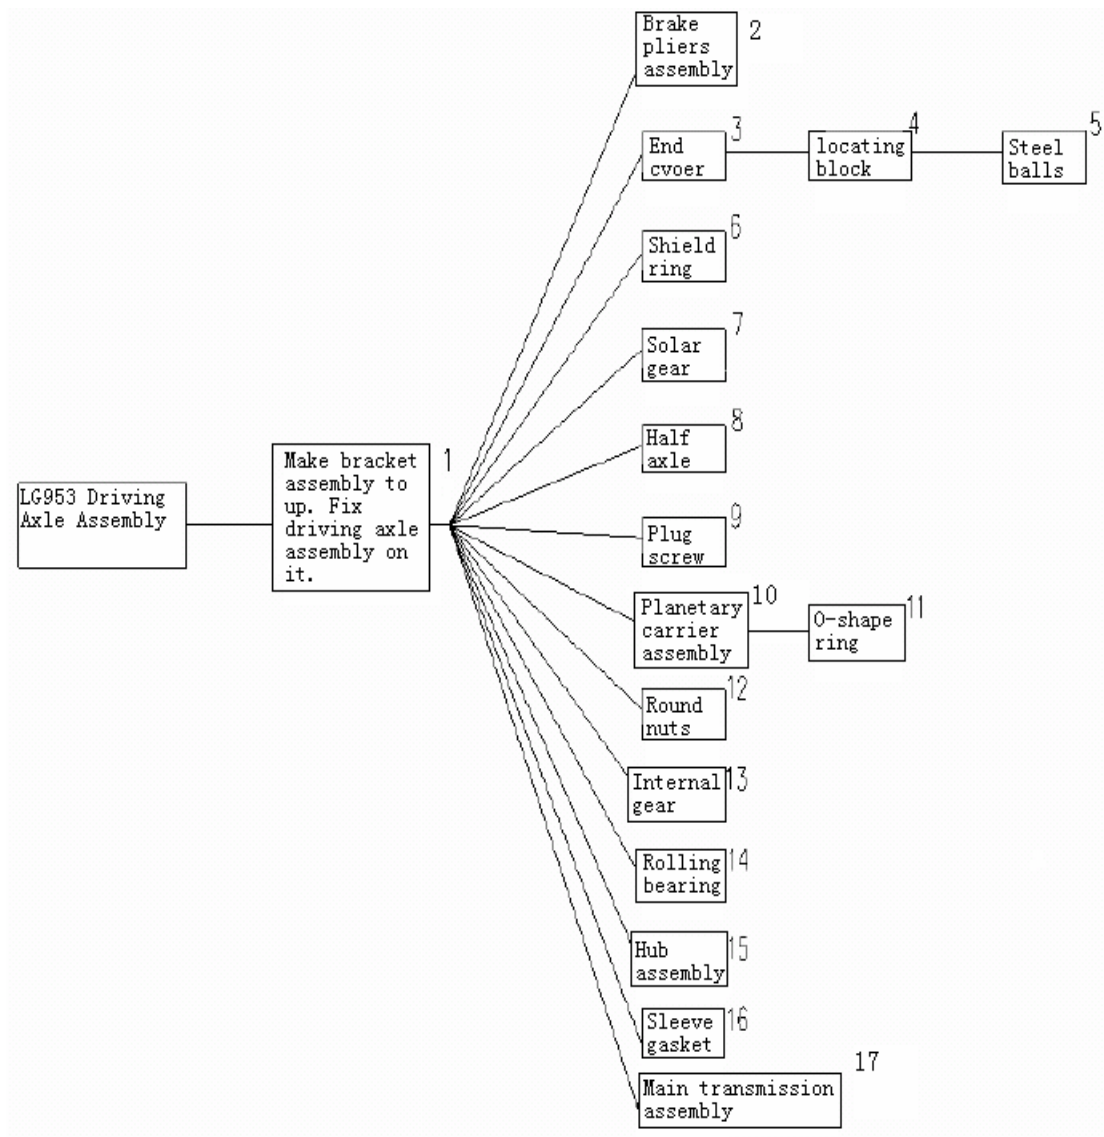 Brake
pliers
assembly
2
End
cvoer
3
locating
block
4
Steel
balls
5
Shield
ring
6
Solar
gear
7
Half
axle
8
LG953 Driving
Axle Assembly
Make bracket
assembly to
up. Fix
driving axle
assembly on
it.
1
Plug
screw
9
Planetary
carrier
assembly
10
O-shape
ring
11
Round
nuts
12
Internal
gear
13
Rolling
bearing
14
Hub
assembly
15
Sleeve
gasket
16
Main transmission
assembly
17